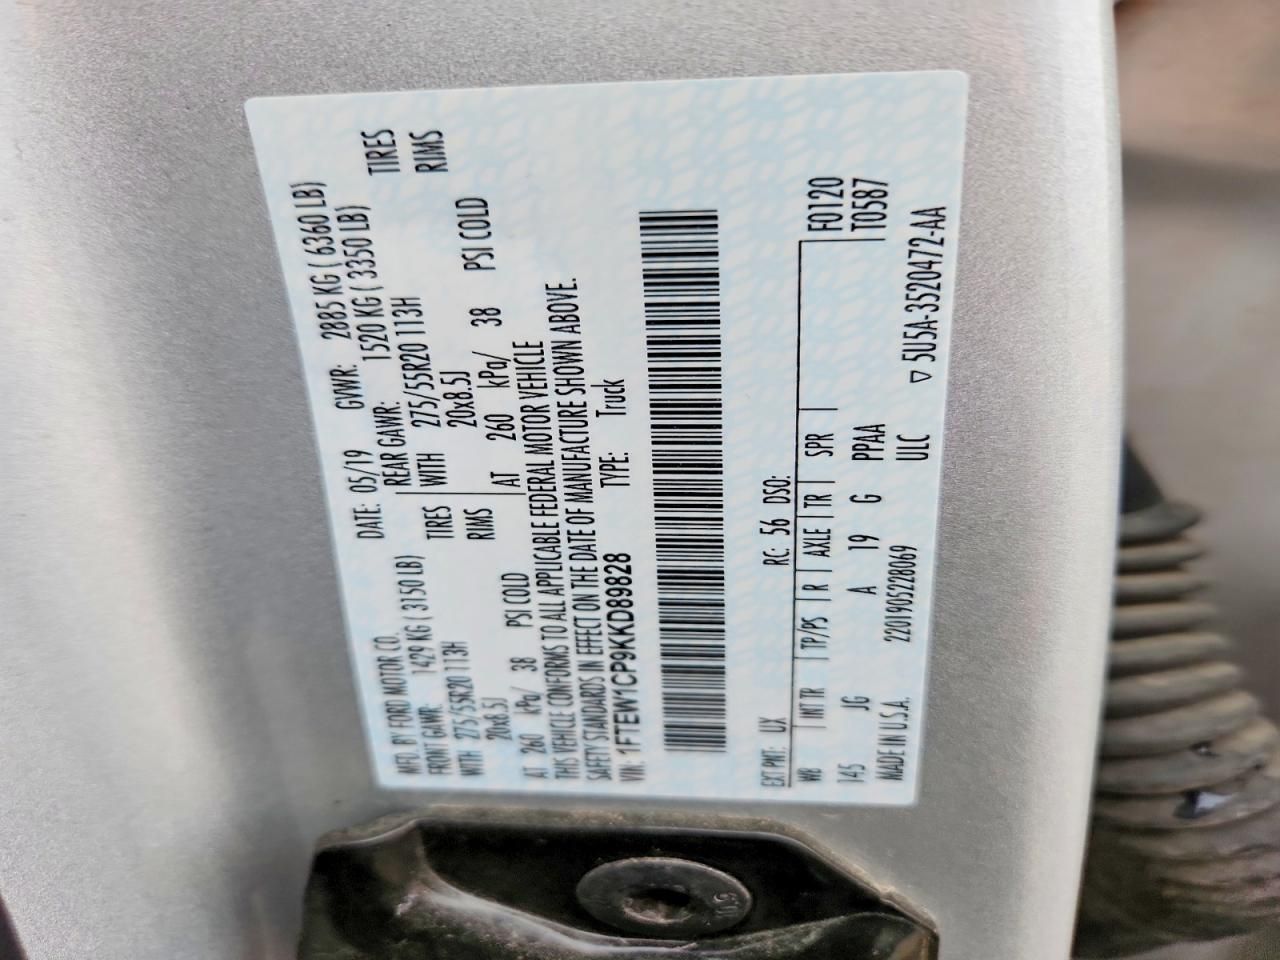 MFD. BY FORD MOTOR CO.
DATE: 05/19 GVWR: 2885 KG ( 6360 LB)
FRONT GAWR: 1429 KG ( 3150 LB) REAR GAWR: 1520 KG ( 3350 LB)
WITH 275/55R20 113H TIRES WITH 275/55R20 113H TIRES
20x8.5J RIMS 20x8.5J RIMS
AT 260 kPa/ 38 PSI COLD AT 260 kPa/ 38 PSI COLD
THIS VEHICLE CONFORMS TO ALL APPLICABLE FEDERAL MOTOR VEHICLE
SAFETY STANDARDS IN EFFECT ON THE DATE OF MANUFACTURE SHOWN ABOVE.
VIN: 1FTEW1CP9KKD89828 TYPE: Truck
EXT PNT: UX RC: 56 DSO:
WB INT TR TP/PS R AXLE TR SPR F0120
145 JG A 19 G PPAA T0587
MADE IN U.S.A. 2201905228069 ULC
▽ 5U5A-3520472-AA
10.9